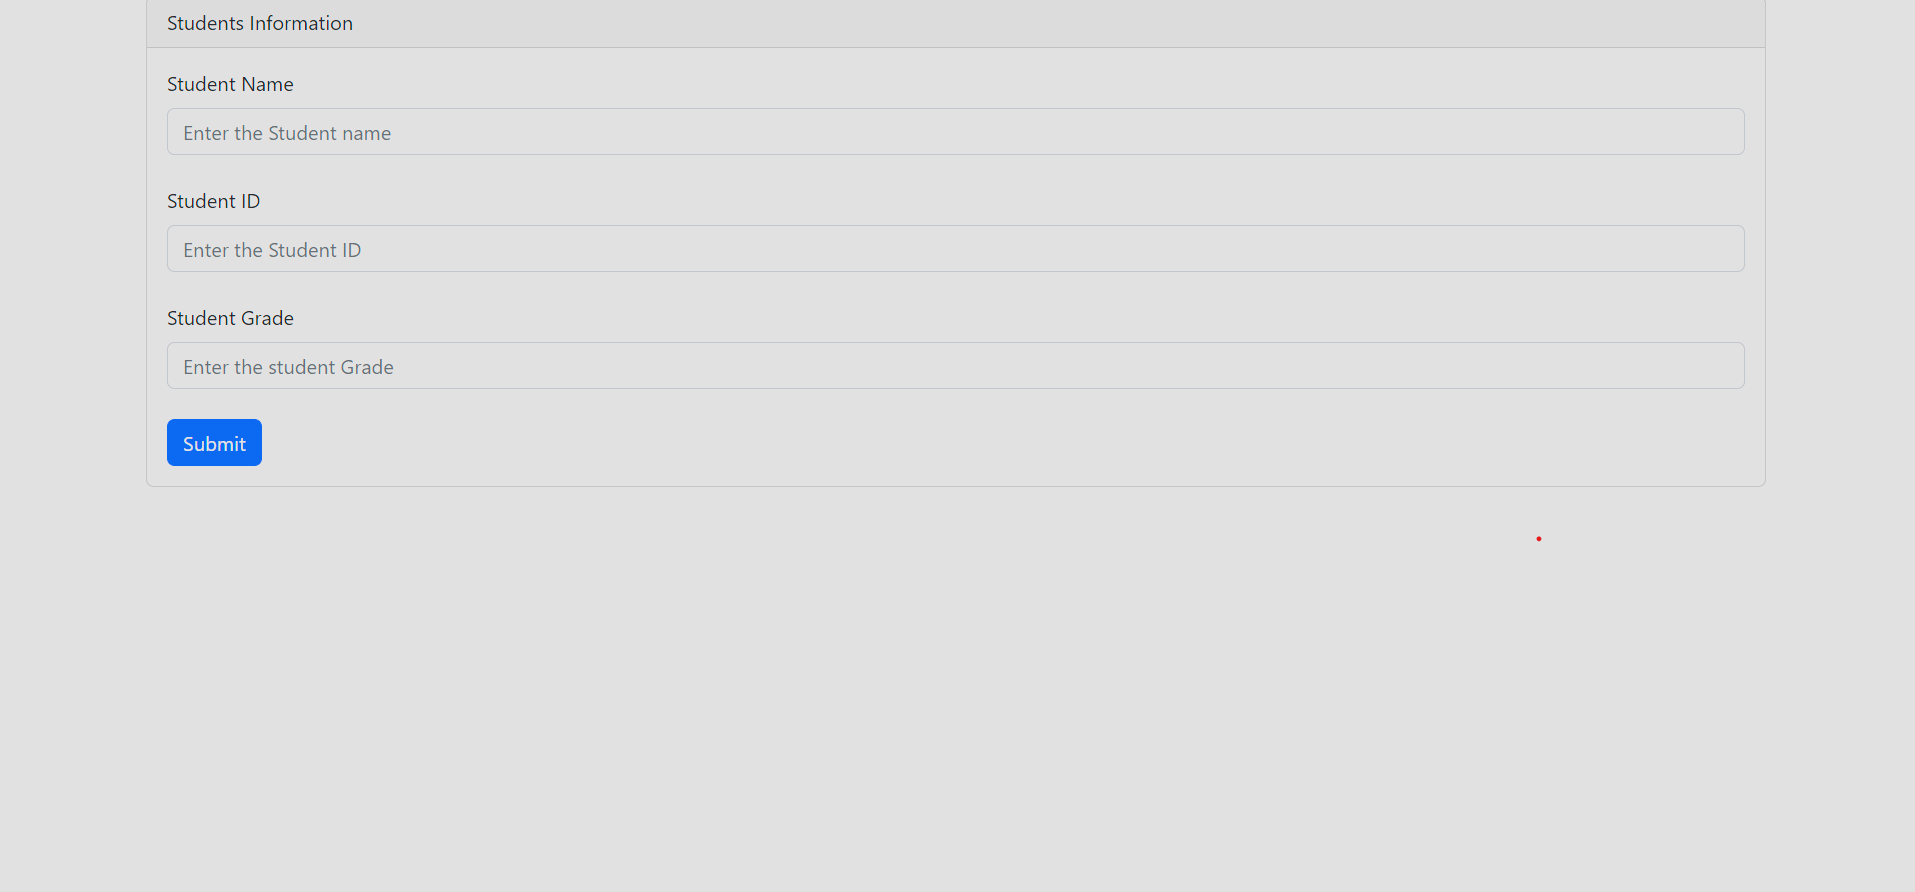 Students Information
Student Name
Enter the Student name
Student ID
Enter the Student ID
Student Grade
Enter the student Grade
Submit